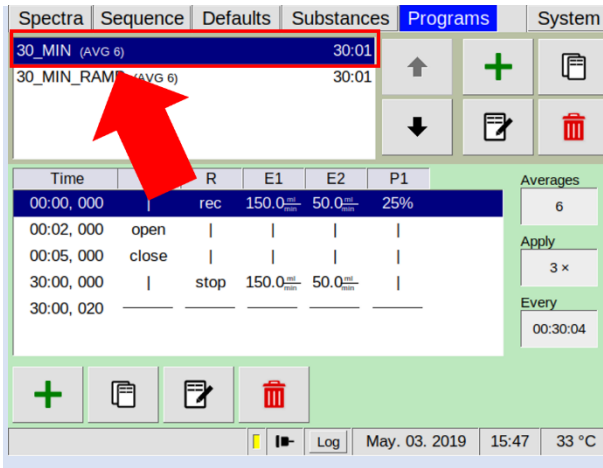 Spectra Sequence Defaults Substances Programs System
30_MIN (AVG 6) 30:01
30_MIN_RAMP (AVG 6) 30:01
Time R E1 E2 P1
00:00, 000 | rec 150.0 ml/min 50.0 ml/min 25%
00:02, 000 open | | | |
00:05, 000 close | | | |
30:00, 000 | stop 150.0 ml/min 50.0 ml/min |
30:00, 020
Averages
6
Apply
3 ×
Every
00:30:04
Log May. 03. 2019 15:47 33 °C